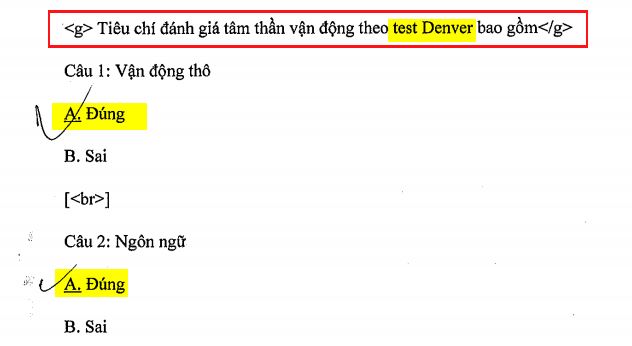 <g> Tiêu chí đánh giá tâm thần vận động theo test Denver bao gồm</g>
Câu 1: Vận động thô
A. Đúng
B. Sai
[<br>]
Câu 2: Ngôn ngữ
A. Đúng
B. Sai